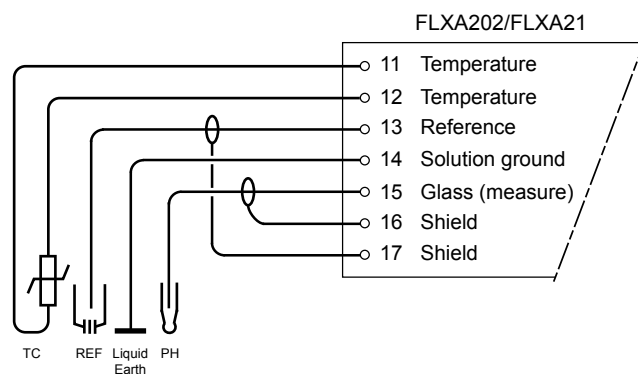 FLXA202/FLXA21
11 Temperature
12 Temperature
13 Reference
14 Solution ground
15 Glass (measure)
16 Shield
17 Shield
TC REF Liquid Earth PH